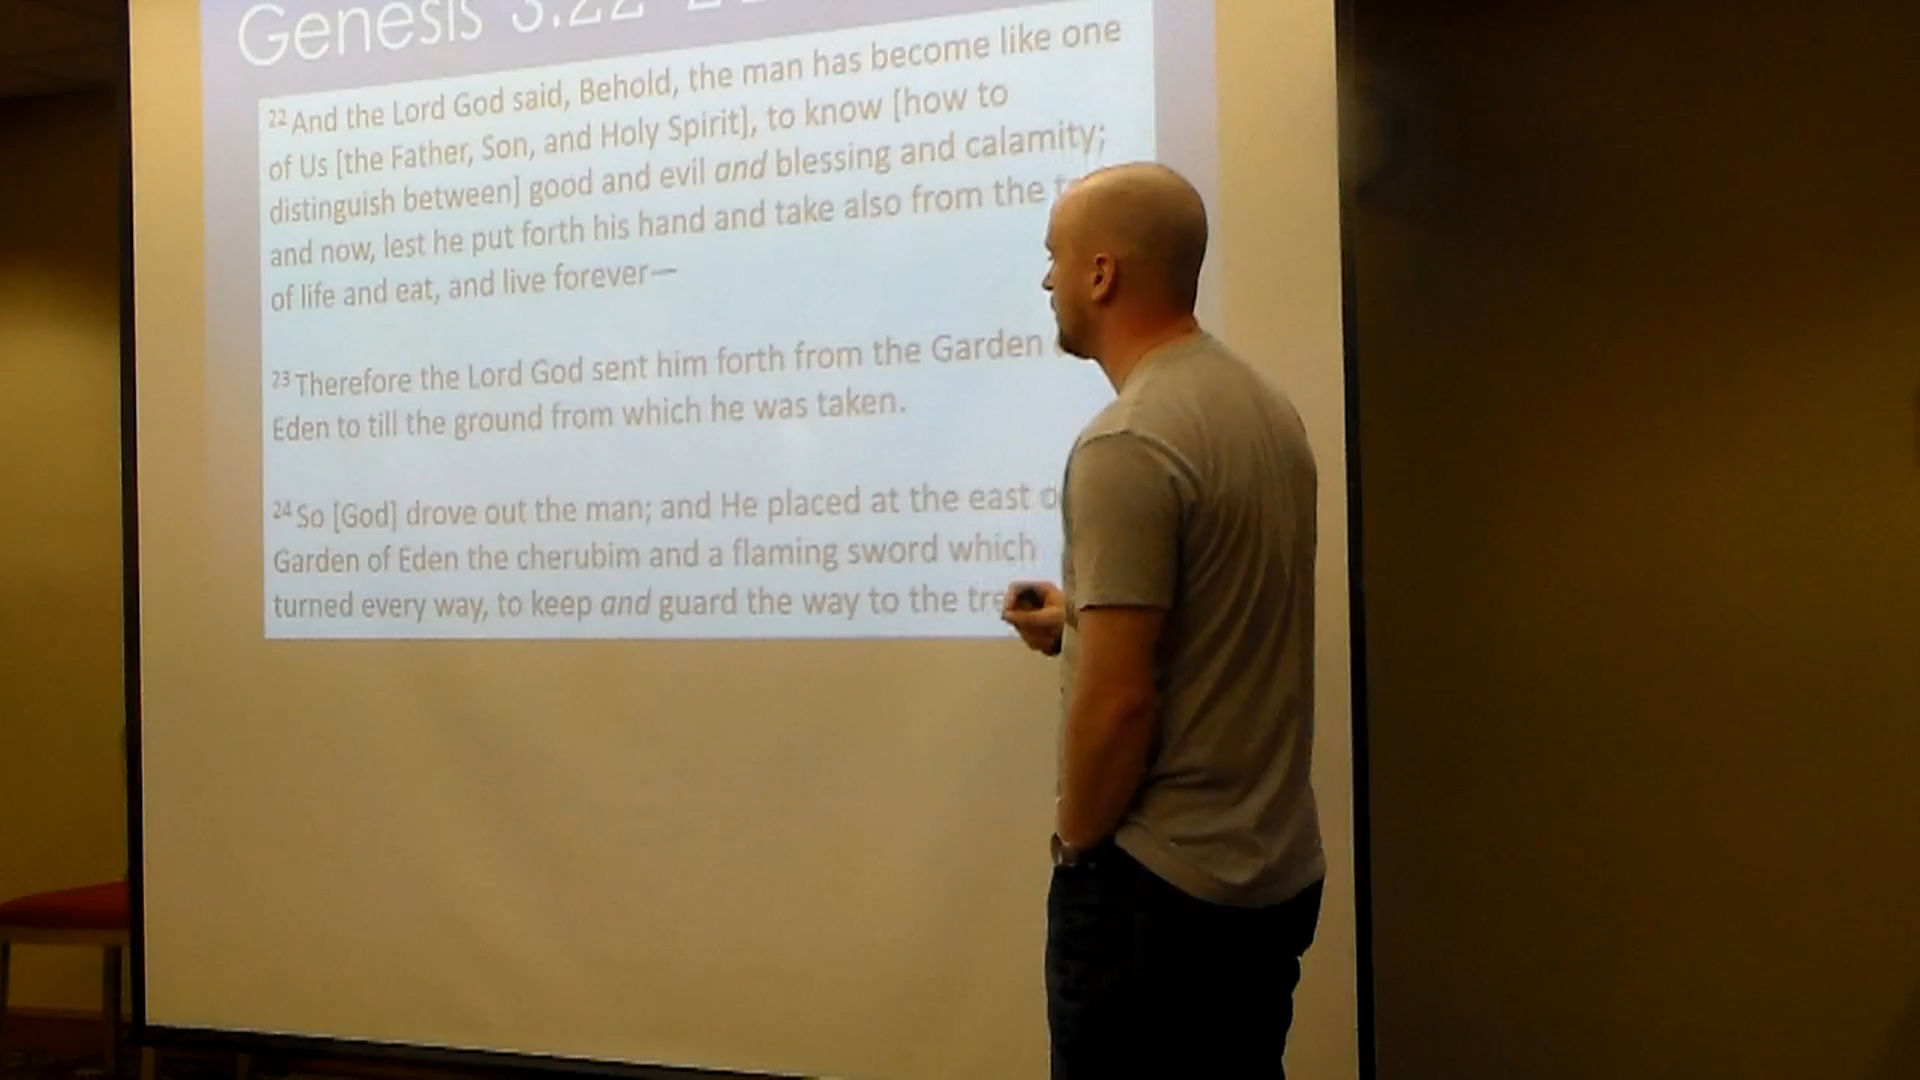 Genesis 3:22
22 And the Lord God said, Behold, the man has become like one
of Us [the Father, Son, and Holy Spirit], to know [how to
distinguish between] good and evil and blessing and calamity;
and now, lest he put forth his hand and take also from the
of life and eat, and live forever—
23 Therefore the Lord God sent him forth from the Garden
Eden to till the ground from which he was taken.
24 So [God] drove out the man; and He placed at the east
Garden of Eden the cherubim and a flaming sword which
turned every way, to keep and guard the way to the